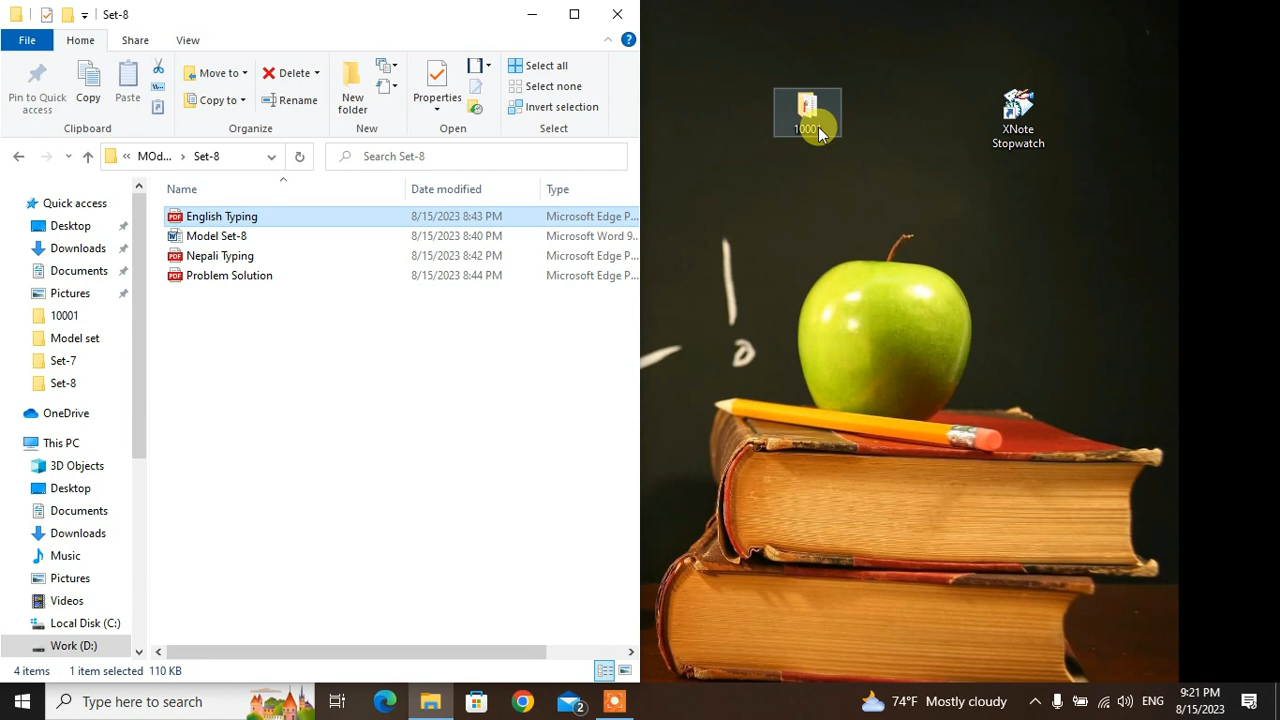 Set-8
File Home Share View
Pin to Quick access
Copy
Paste
Clipboard
Move to
Copy to
Delete
Rename
Organize
New folder
New
Properties
Open
Select all
Select none
Invert selection
Select
« MOd... > Set-8
Search Set-8
Name Date modified Type
English Typing 8/15/2023 8:43 PM Microsoft Edge P...
Model Set-8 8/15/2023 8:40 PM Microsoft Word 9...
Nepali Typing 8/15/2023 8:42 PM Microsoft Edge P...
Problem Solution 8/15/2023 8:44 PM Microsoft Edge P...
Quick access
Desktop
Downloads
Documents
Pictures
10001
Model set
Set-7
Set-8
OneDrive
This PC
3D Objects
Desktop
Documents
Downloads
Music
Pictures
Videos
Local Disk (C:)
Work (D:)
4 items 1 item selected 110 KB
10001
XNote
Stopwatch
Type here to search
2
74°F Mostly cloudy
ENG
9:21 PM
8/15/2023